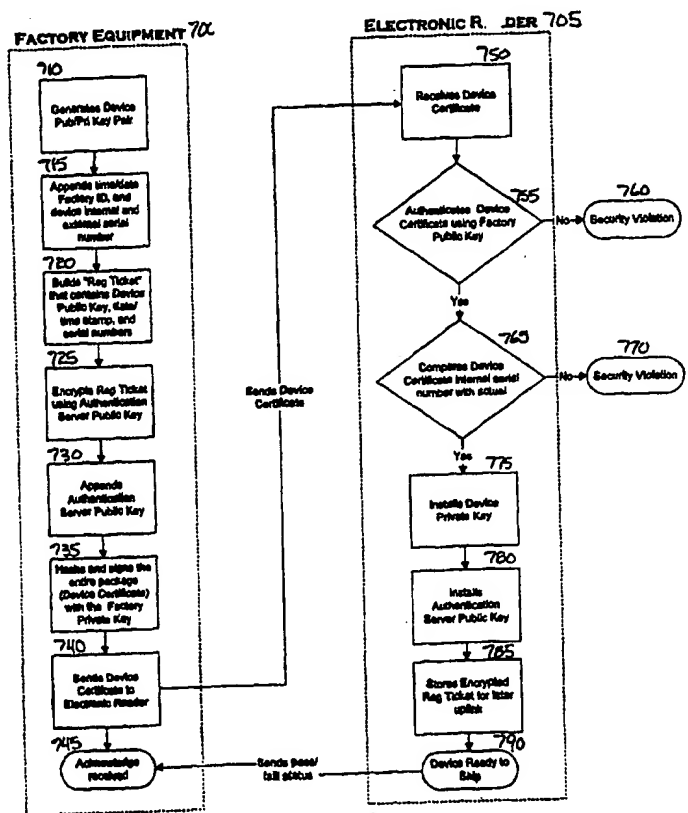 FACTORY EQUIPMENT 700
710
Generates Device
Pub/Pri Key Pair
715
Appends time/date
Factory ID, and
device internal and
external serial
number
720
Builds "Reg Ticket"
that contains Device
Public Key, date/
time stamp, and
serial numbers
725
Encrypts Reg Ticket
using Authentication
Server Public Key
730
Appends
Authentication
Server Public Key
735
Hashes and signs the
entire package
(Device Certificate)
with the Factory
Private Key
740
Sends Device
Certificate to
Electronic Reader
745
Acknowledge
received
Sends Device
Certificate
Sends pass/
fail status
ELECTRONIC R DER 705
750
Receives Device
Certificate
755
Authenticates Device
Certificate using Factory
Public Key
No
760
Security Violation
Yes
765
Compares Device
Certificate internal serial
number with actual
No
770
Security Violation
Yes
775
Installs Device
Private Key
780
Installs
Authentication
Server Public Key
785
Stores Encrypted
Reg Ticket for later
uplink
790
Device Ready to
Ship